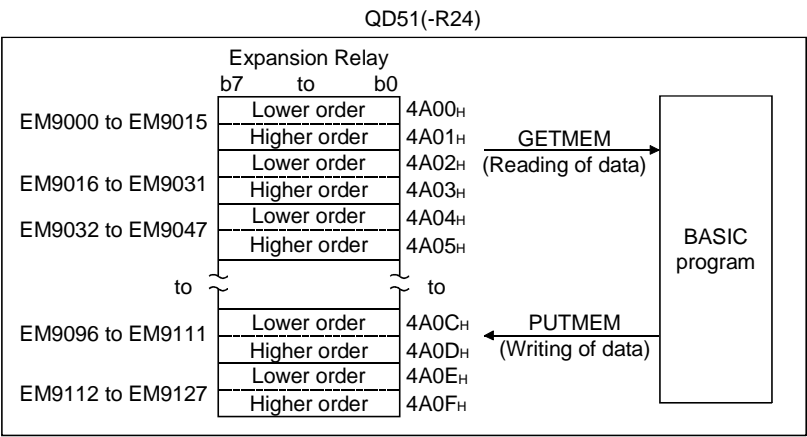 QD51(-R24)
Expansion Relay
b7 to b0
EM9000 to EM9015
Lower order 4A00H
Higher order 4A01H
EM9016 to EM9031
Lower order 4A02H
Higher order 4A03H
EM9032 to EM9047
Lower order 4A04H
Higher order 4A05H
to to
EM9096 to EM9111
Lower order 4A0CH
Higher order 4A0DH
EM9112 to EM9127
Lower order 4A0EH
Higher order 4A0FH
GETMEM
(Reading of data)
PUTMEM
(Writing of data)
BASIC
program